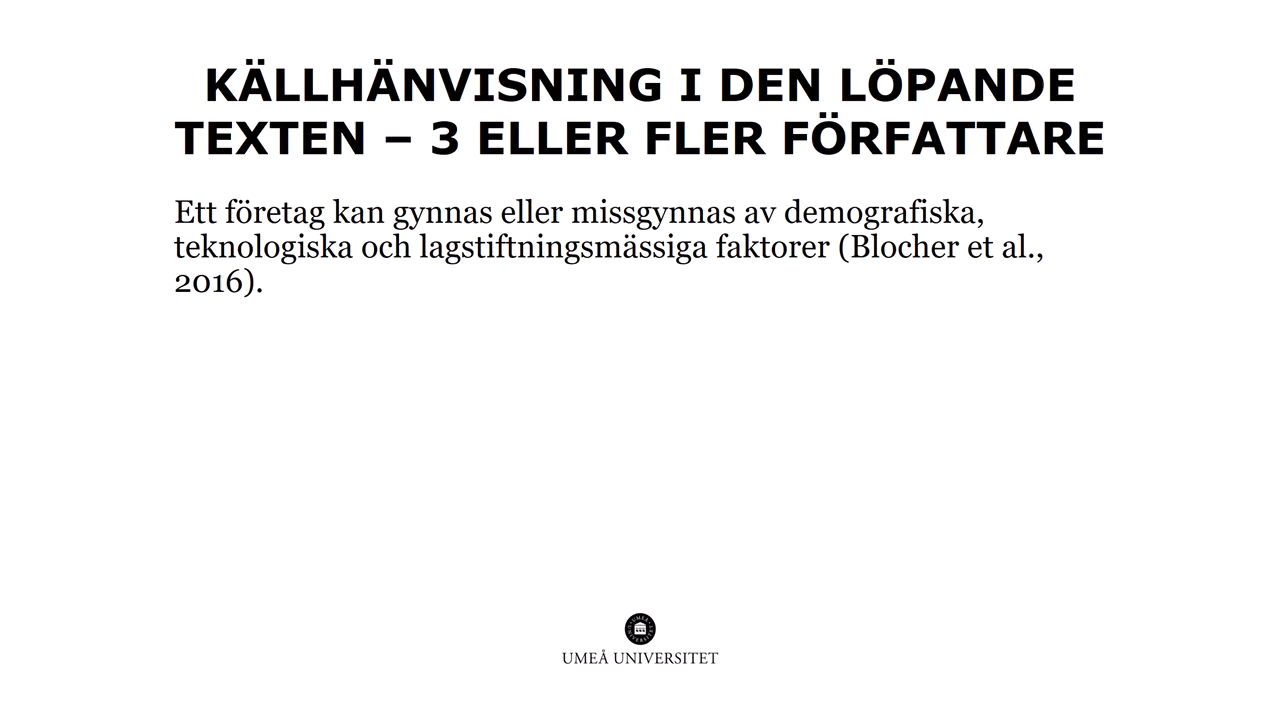 KÄLLHÄNVISNING I DEN LÖPANDE
TEXTEN – 3 ELLER FLER FÖRFATTARE
Ett företag kan gynnas eller missgynnas av demografiska,
teknologiska och lagstiftningsmässiga faktorer (Blocher et al.,
2016).
UMEÅ UNIVERSITET